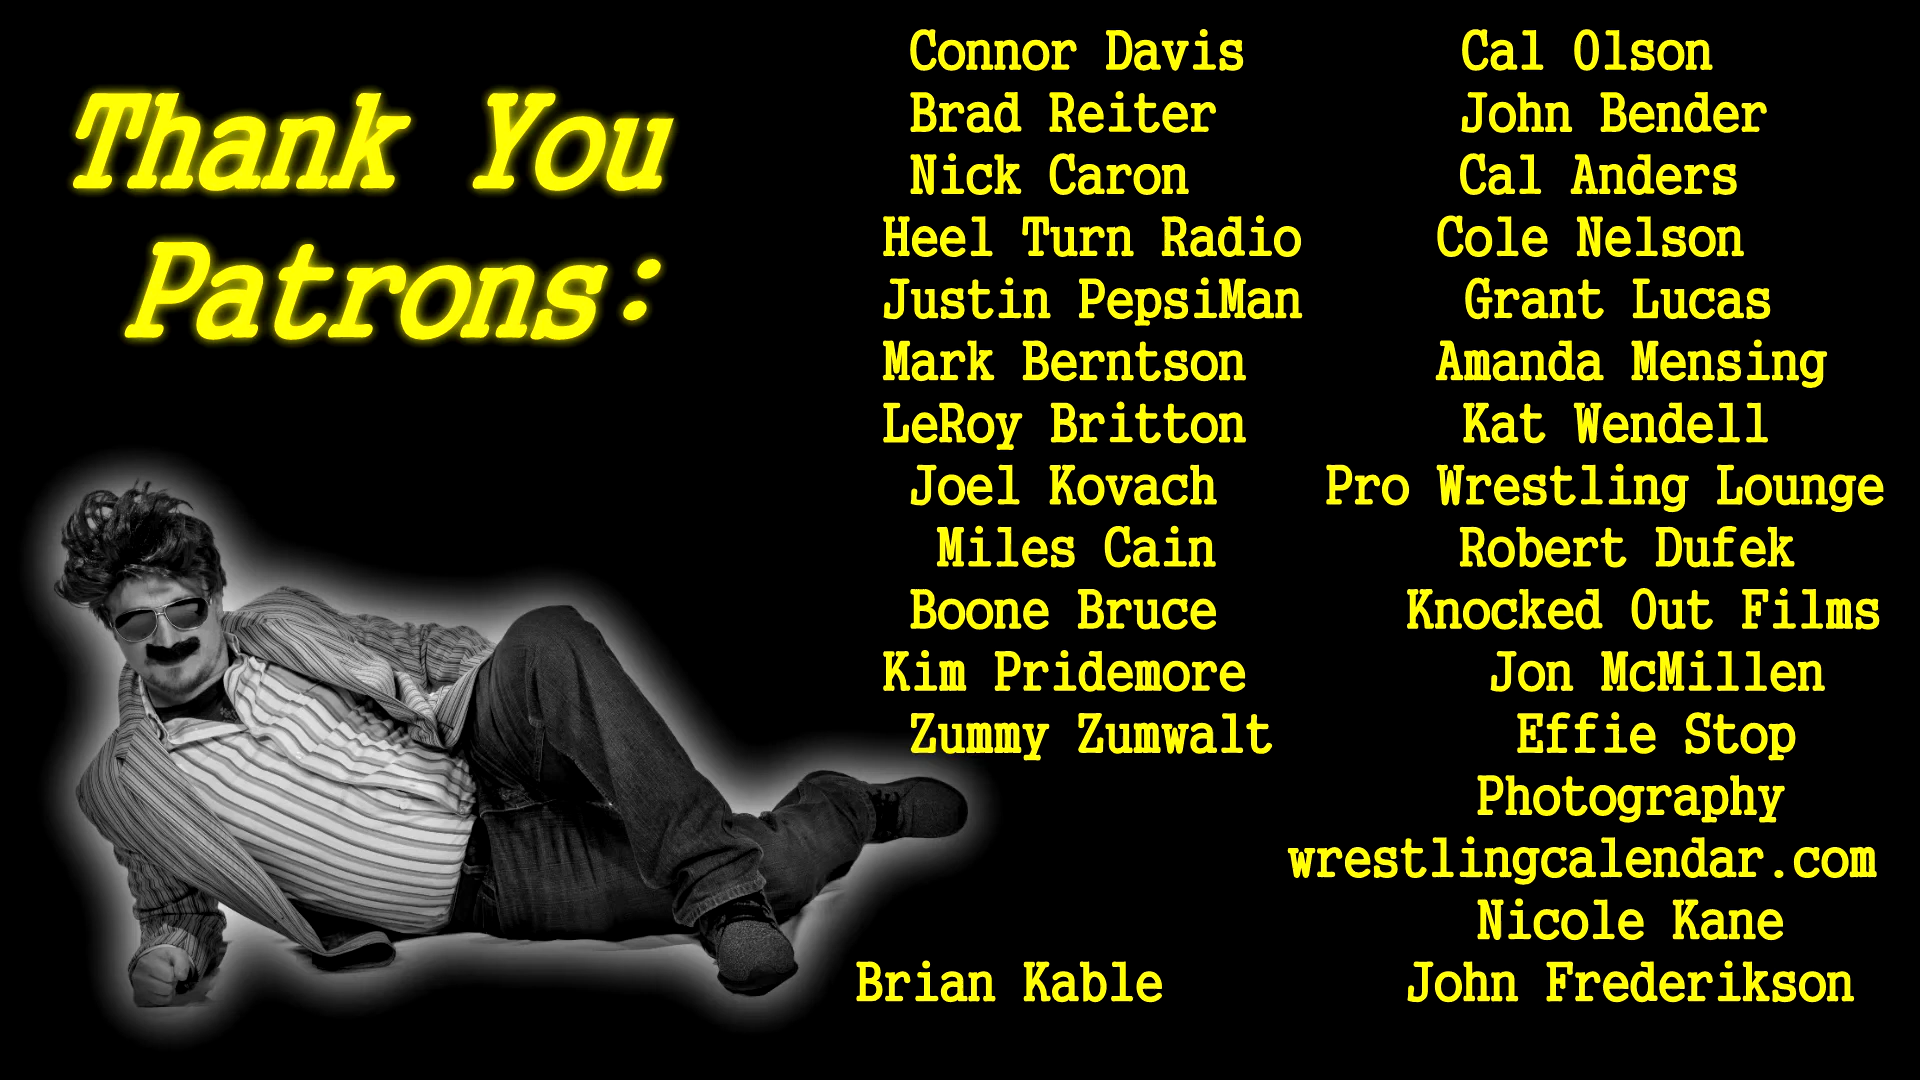 Thank You
Patrons:
Connor Davis
Brad Reiter
Nick Caron
Heel Turn Radio
Justin PepsiMan
Mark Berntson
LeRoy Britton
Joel Kovach
Miles Cain
Boone Bruce
Kim Pridemore
Zummy Zumwalt
Brian Kable
Cal Olson
John Bender
Cal Anders
Cole Nelson
Grant Lucas
Amanda Mensing
Kat Wendell
Pro Wrestling Lounge
Robert Dufek
Knocked Out Films
Jon McMillen
Effie Stop
Photography
wrestlingcalendar.com
Nicole Kane
John Frederikson